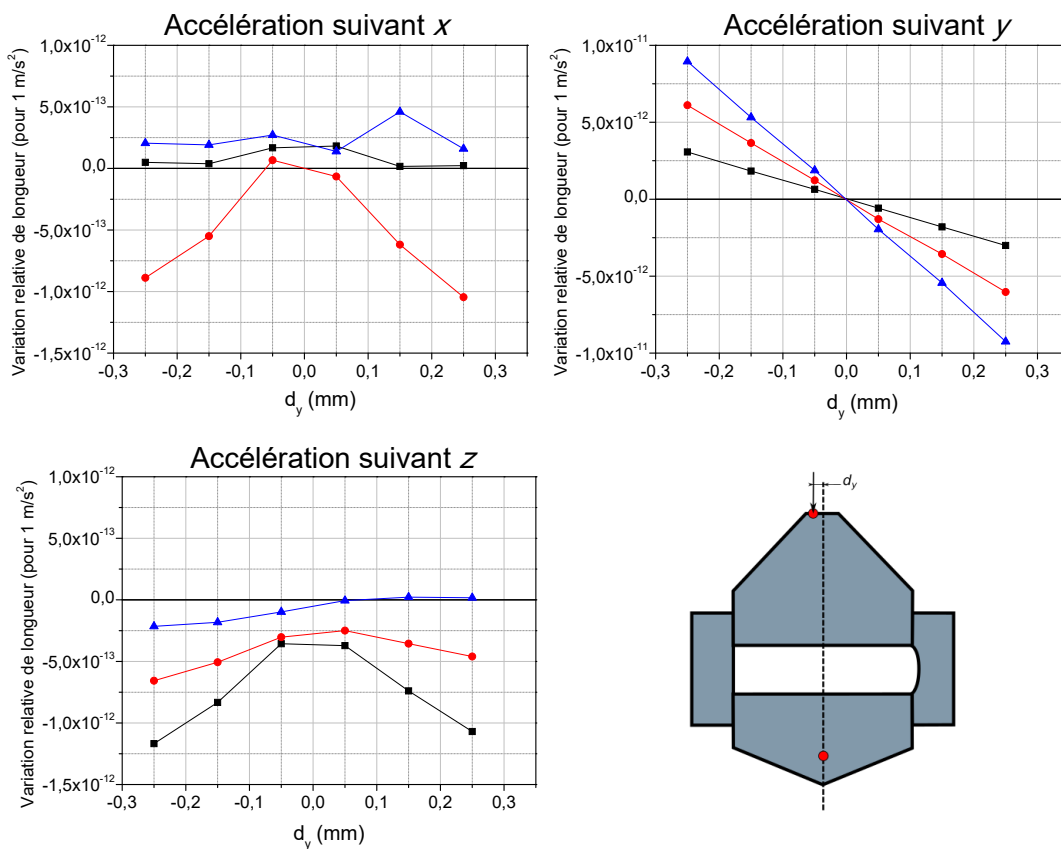 Accélération suivant x
Variation relative de longueur (pour 1 m/s²)
1,0x10⁻¹²
5,0x10⁻¹³
0,0
-5,0x10⁻¹³
-1,0x10⁻¹²
-1,5x10⁻¹²
-0,3 -0,2 -0,1 0,0 0,1 0,2 0,3
d_y (mm)
Accélération suivant y
Variation relative de longueur (pour 1 m/s²)
1,0x10⁻¹¹
5,0x10⁻¹²
0,0
-5,0x10⁻¹²
-1,0x10⁻¹¹
-0,3 -0,2 -0,1 0,0 0,1 0,2 0,3
d_y (mm)
Accélération suivant z
Variation relative de longueur (pour 1 m/s²)
1,0x10⁻¹²
5,0x10⁻¹³
0,0
-5,0x10⁻¹³
-1,0x10⁻¹²
-1,5x10⁻¹²
-0,3 -0,2 -0,1 0,0 0,1 0,2 0,3
d_y (mm)
d_y